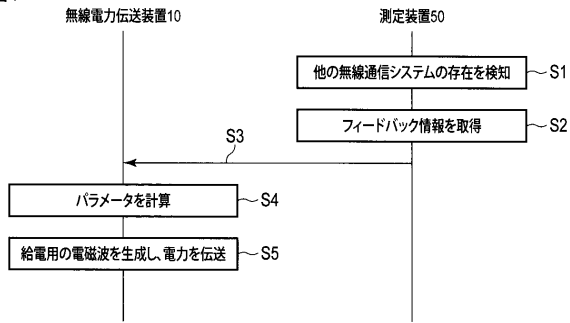 無線電力伝送装置10 測定装置50
他の無線通信システムの存在を検知 S1
フィードバック情報を取得 S2
S3
パラメータを計算 S4
給電用の電磁波を生成し、電力を伝送 S5